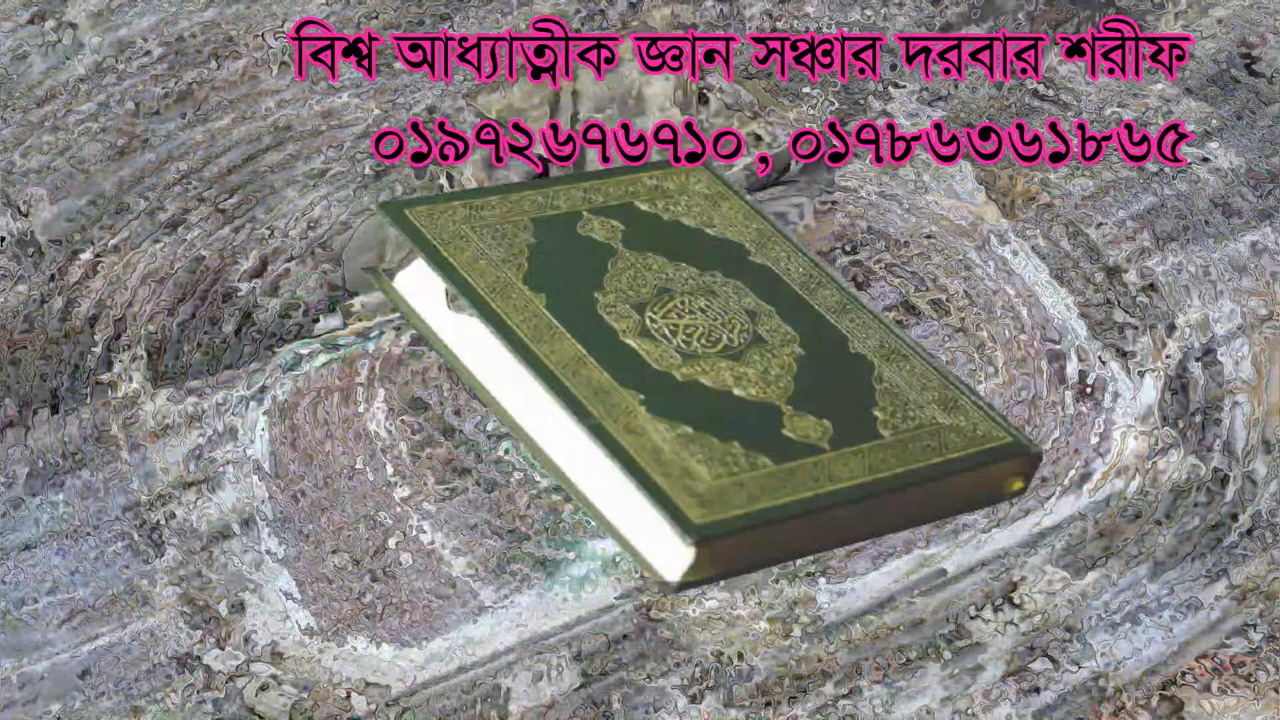 বিশ্ব আধ্যাত্নীক জ্ঞান সঞ্চার দরবার শরীফ
০১৯৭২৬৭৬৭১০ , ০১৭৮৬৩৬১৮৬৫